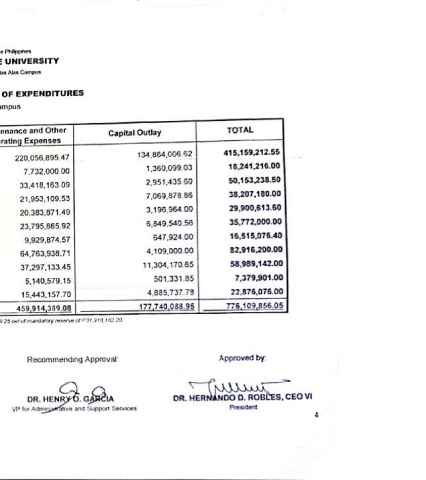 e Philippines
E UNIVERSITY
las Alas Campus
OF EXPENDITURES
ampus
enance and Other Capital Outlay TOTAL
erating Expenses
220,056,895.47 134,864,006.62 415,159,212.55
7,732,000.00 1,360,099.03 18,241,216.00
33,418,163.09 2,951,435.60 50,153,238.50
21,953,109.53 7,069,878.86 38,207,180.00
20,383,871.49 3,196,964.00 29,900,613.60
23,795,665.92 6,849,540.56 35,772,000.00
9,929,874.57 647,924.00 16,515,076.40
64,763,938.71 4,109,000.00 82,916,200.00
37,297,133.45 11,304,170.65 58,989,142.00
5,140,579.15 501,331.85 7,379,901.00
15,443,157.70 4,885,737.78 22,876,076.00
459,914,389.08 177,740,088.95 776,109,856.05
out of mandatory reserve of
Recommending Approval: Approved by:
DR. HENRY O. GARCIA DR. HERNANDO D. ROBLES, CEO VI
VP for Administrative and Support Services President
4